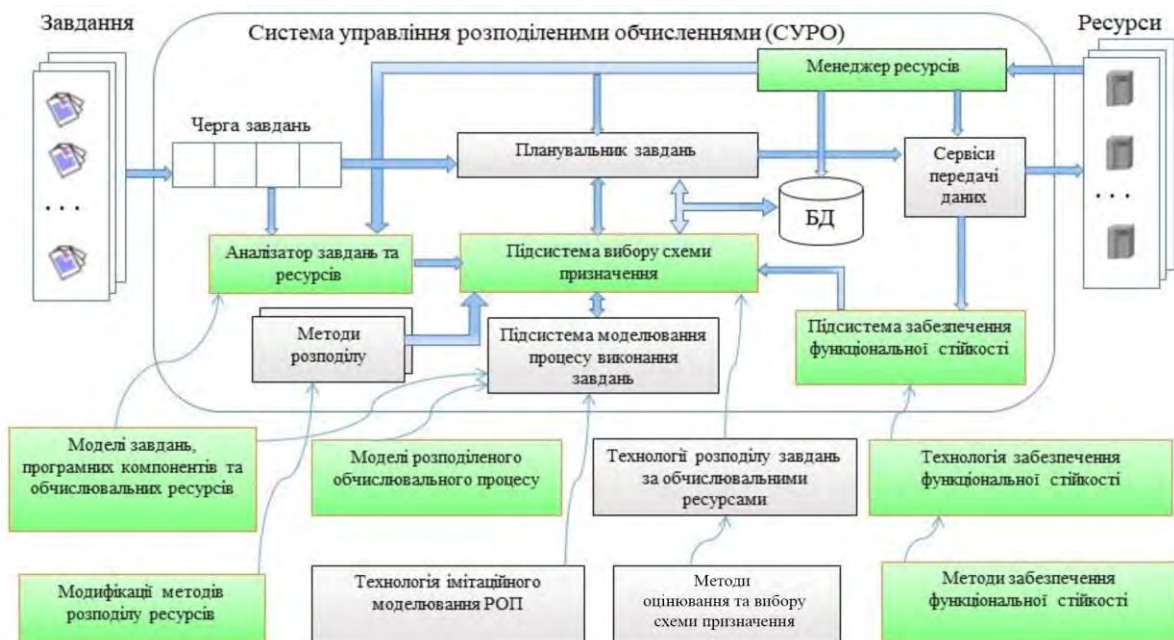 Завдання
Система управління розподіленими обчисленнями (СУРО)
Ресурси
Менеджер ресурсів
Черга завдань
Планувальник завдань
Сервіси
передачі
даних
БД
Аналізатор завдань та
ресурсів
Підсистема вибору схеми
призначення
Методи
розподілу
Підсистема моделювання
процесу виконання
завдань
Підсистема забезпечення
функціональної стійкості
Моделі завдань,
програмних компонентів та
обчислювальних ресурсів
Моделі розподіленого
обчислювального процесу
Технології розподілу завдань
за обчислювальними
ресурсами
Технологія забезпечення
функціональної стійкості
Модифікації методів
розподілу ресурсів
Технологія імітаційного
моделювання РОП
Методи
оцінювання та вибору
схеми призначення
Методи забезпечення
функціональної стійкості